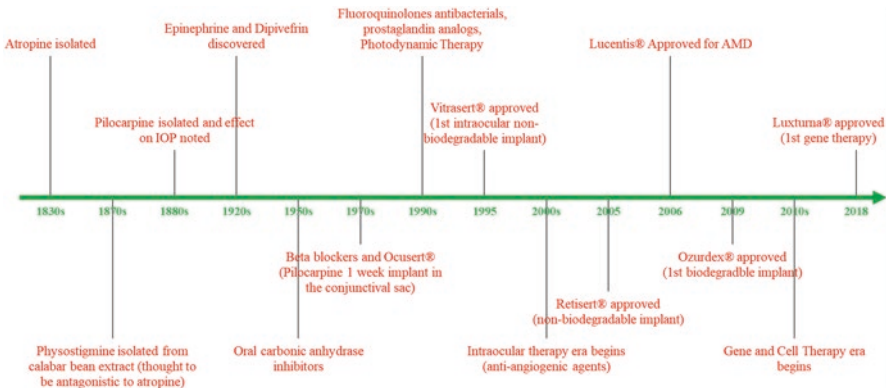 Atropine isolated
Epinephrine and Dipivefrin
discovered
Fluoroquinolones antibacterials,
prostaglandin analogs,
Photodynamic Therapy
Lucentis® Approved for AMD
Pilocarpine isolated and effect
on IOP noted
Vitrasert® approved
(1st intraocular non-
biodegradable implant)
Luxturna® approved
(1st gene therapy)
1830s 1870s 1880s 1920s 1950s 1970s 1990s 1995 2000s 2005 2006 2009 2010s 2018
Beta blockers and Ocusert®
(Pilocarpine 1 week implant in
the conjunctival sac)
Ozurdex® approved
(1st biodegradble implant)
Retisert® approved
(non-biodegradable implant)
Physostigmine isolated from
calabar bean extract (thought to
be antagonistic to atropine)
Oral carbonic anhydrase
inhibitors
Intraocular therapy era begins
(anti-angiogenic agents)
Gene and Cell Therapy era
begins